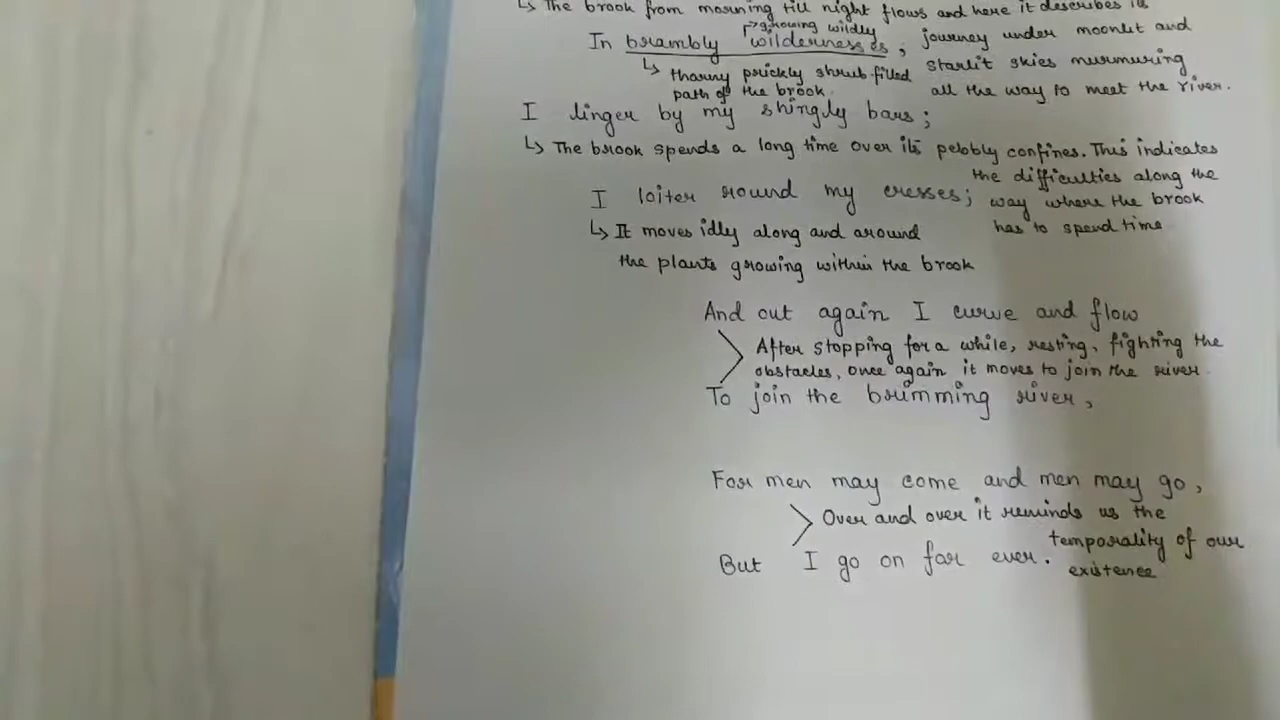 ↳ The brook from morning till night flows and here it describes its
↱ growing wildly
In brambly wildernesses, journey under moonlit and
↳ thorny prickly shrub-filled starlit skies murmuring
path of the brook. all the way to meet the river.
I linger by my shingly bars;
↳ The brook spends a long time over its pebbly confines. This indicates
the difficulties along the
I loiter round my cresses; way where the brook
↳ It moves idly along and around has to spend time
the plants growing within the brook
And out again I curve and flow
After stopping for a while, resting, fighting the
obstacles, once again it moves to join the river.
To join the brimming river,
For men may come and men may go,
Over and over it reminds us the
But I go on for ever. temporality of our
existence